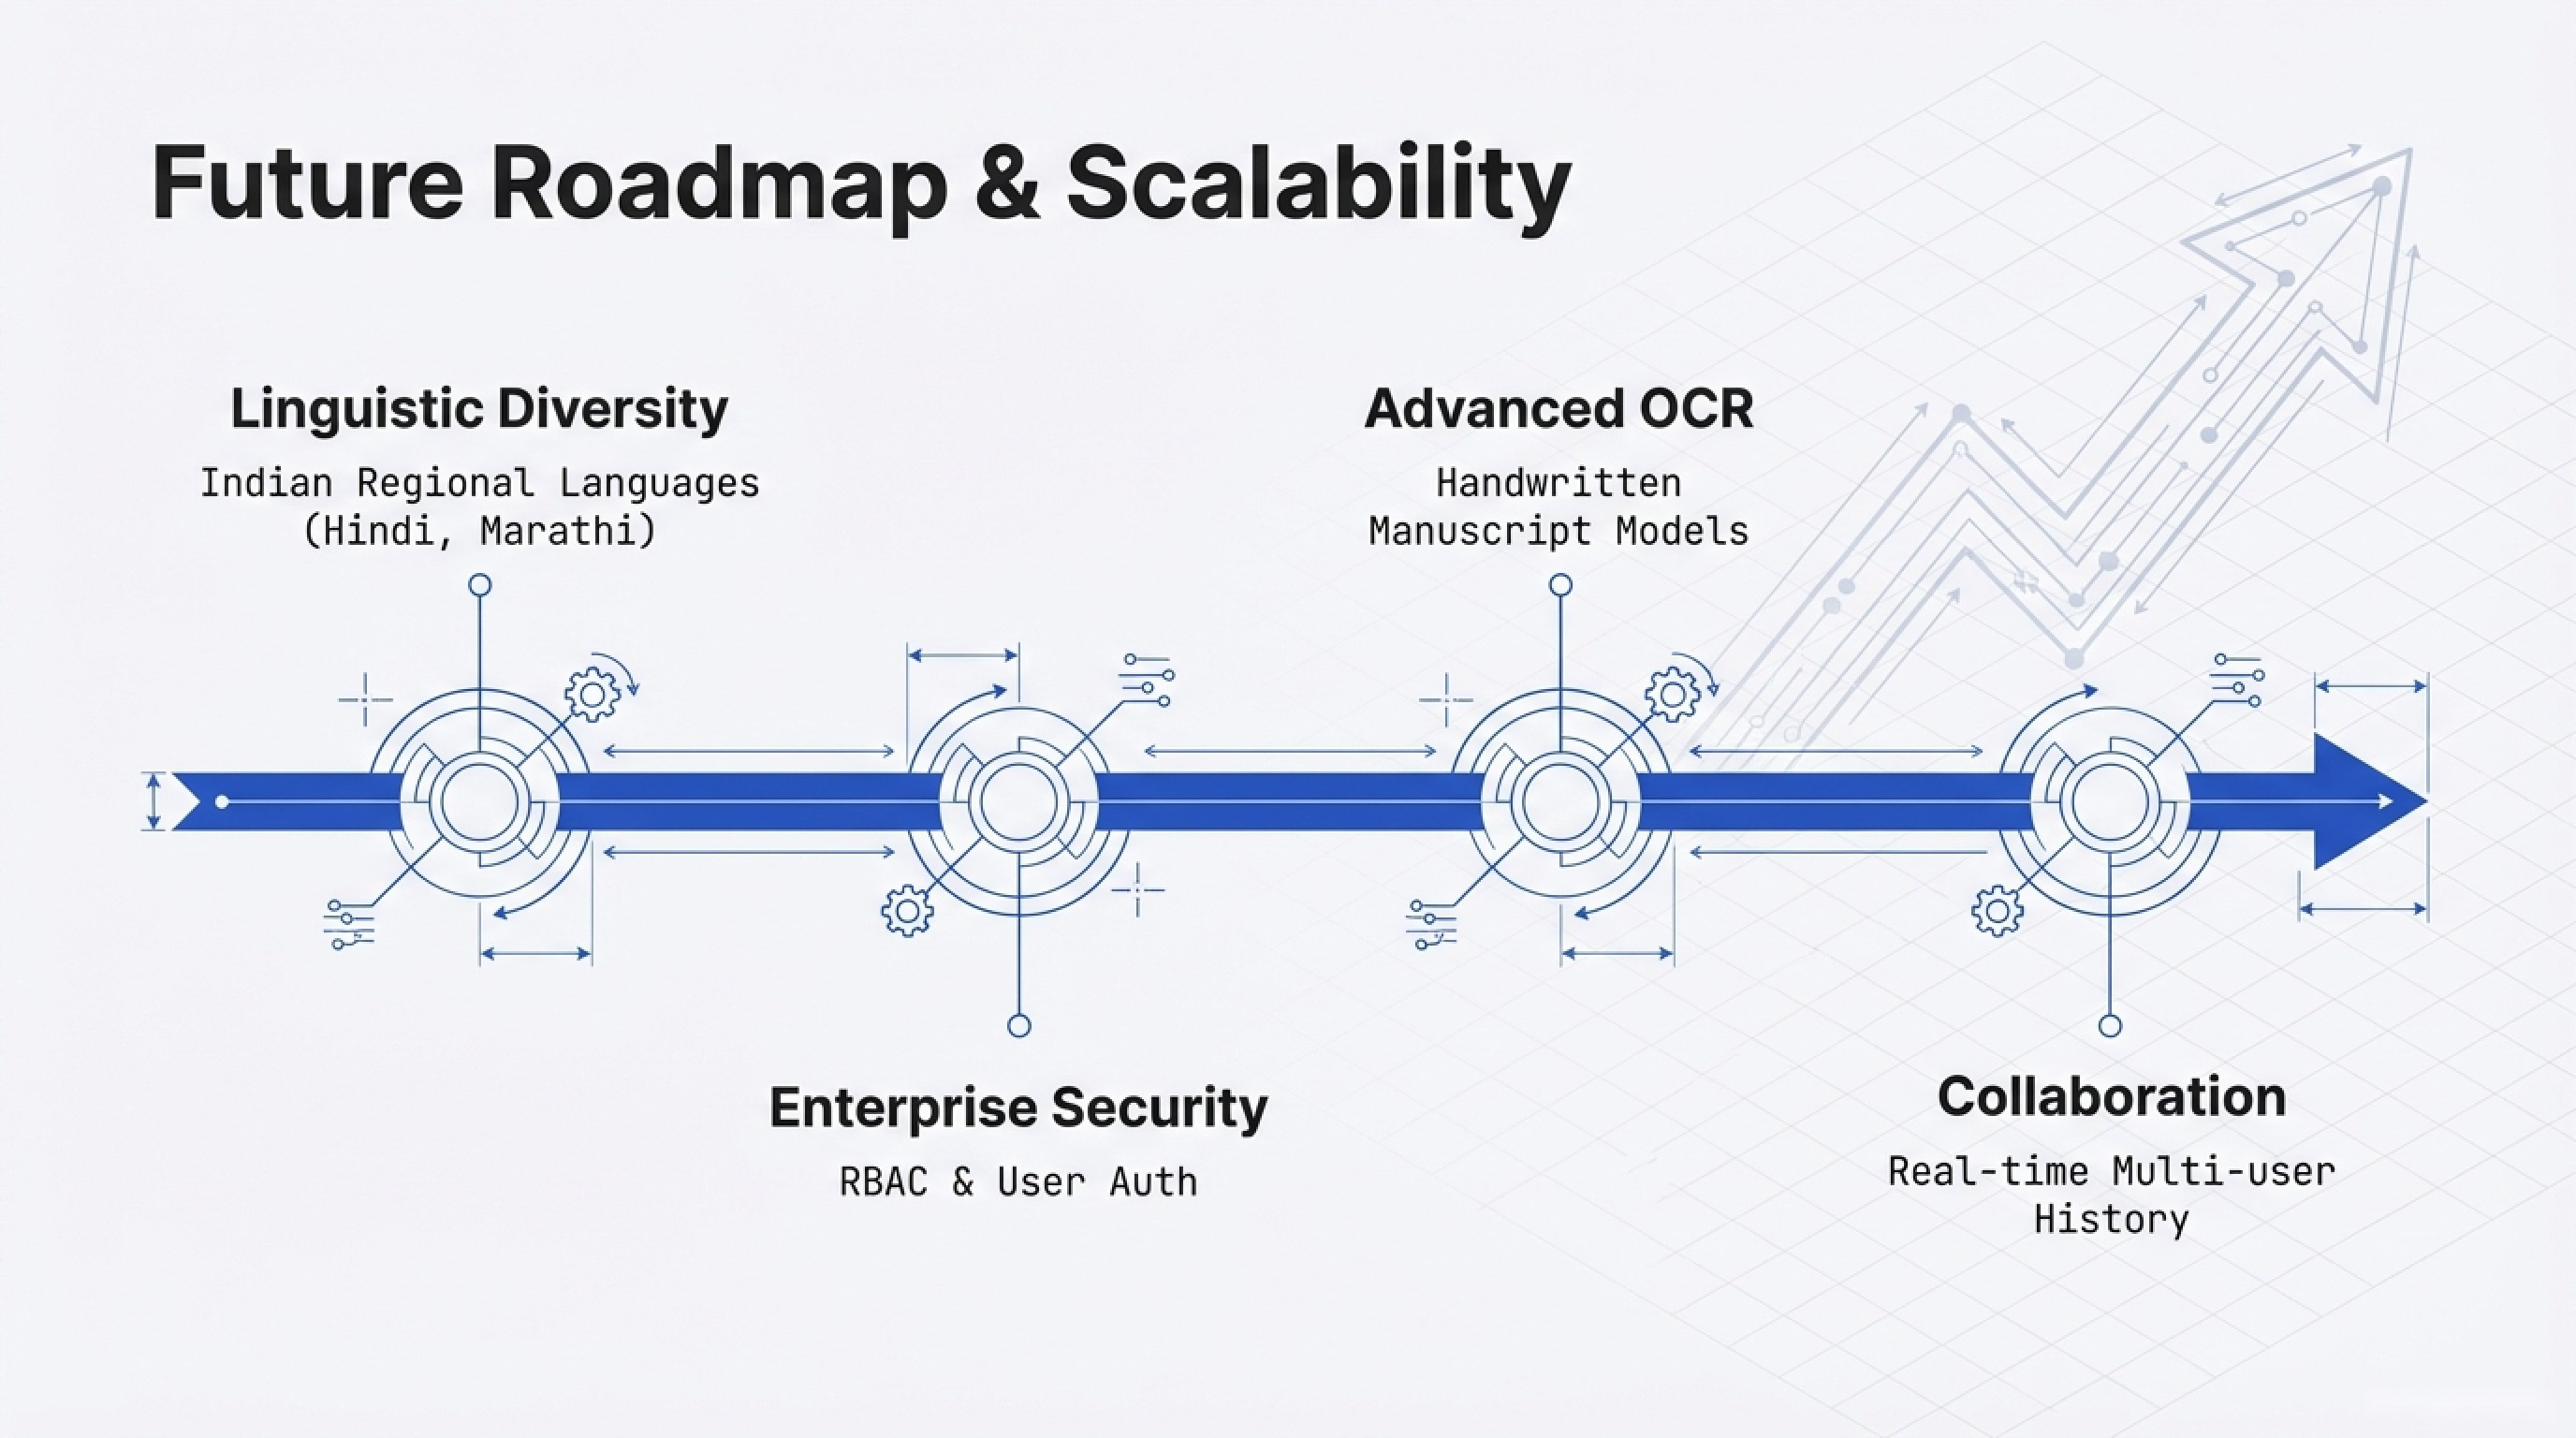 Future Roadmap & Scalability
Linguistic Diversity
Indian Regional Languages
(Hindi, Marathi)
Advanced OCR
Handwritten
Manuscript Models
Enterprise Security
RBAC & User Auth
Collaboration
Real-time Multi-user
History